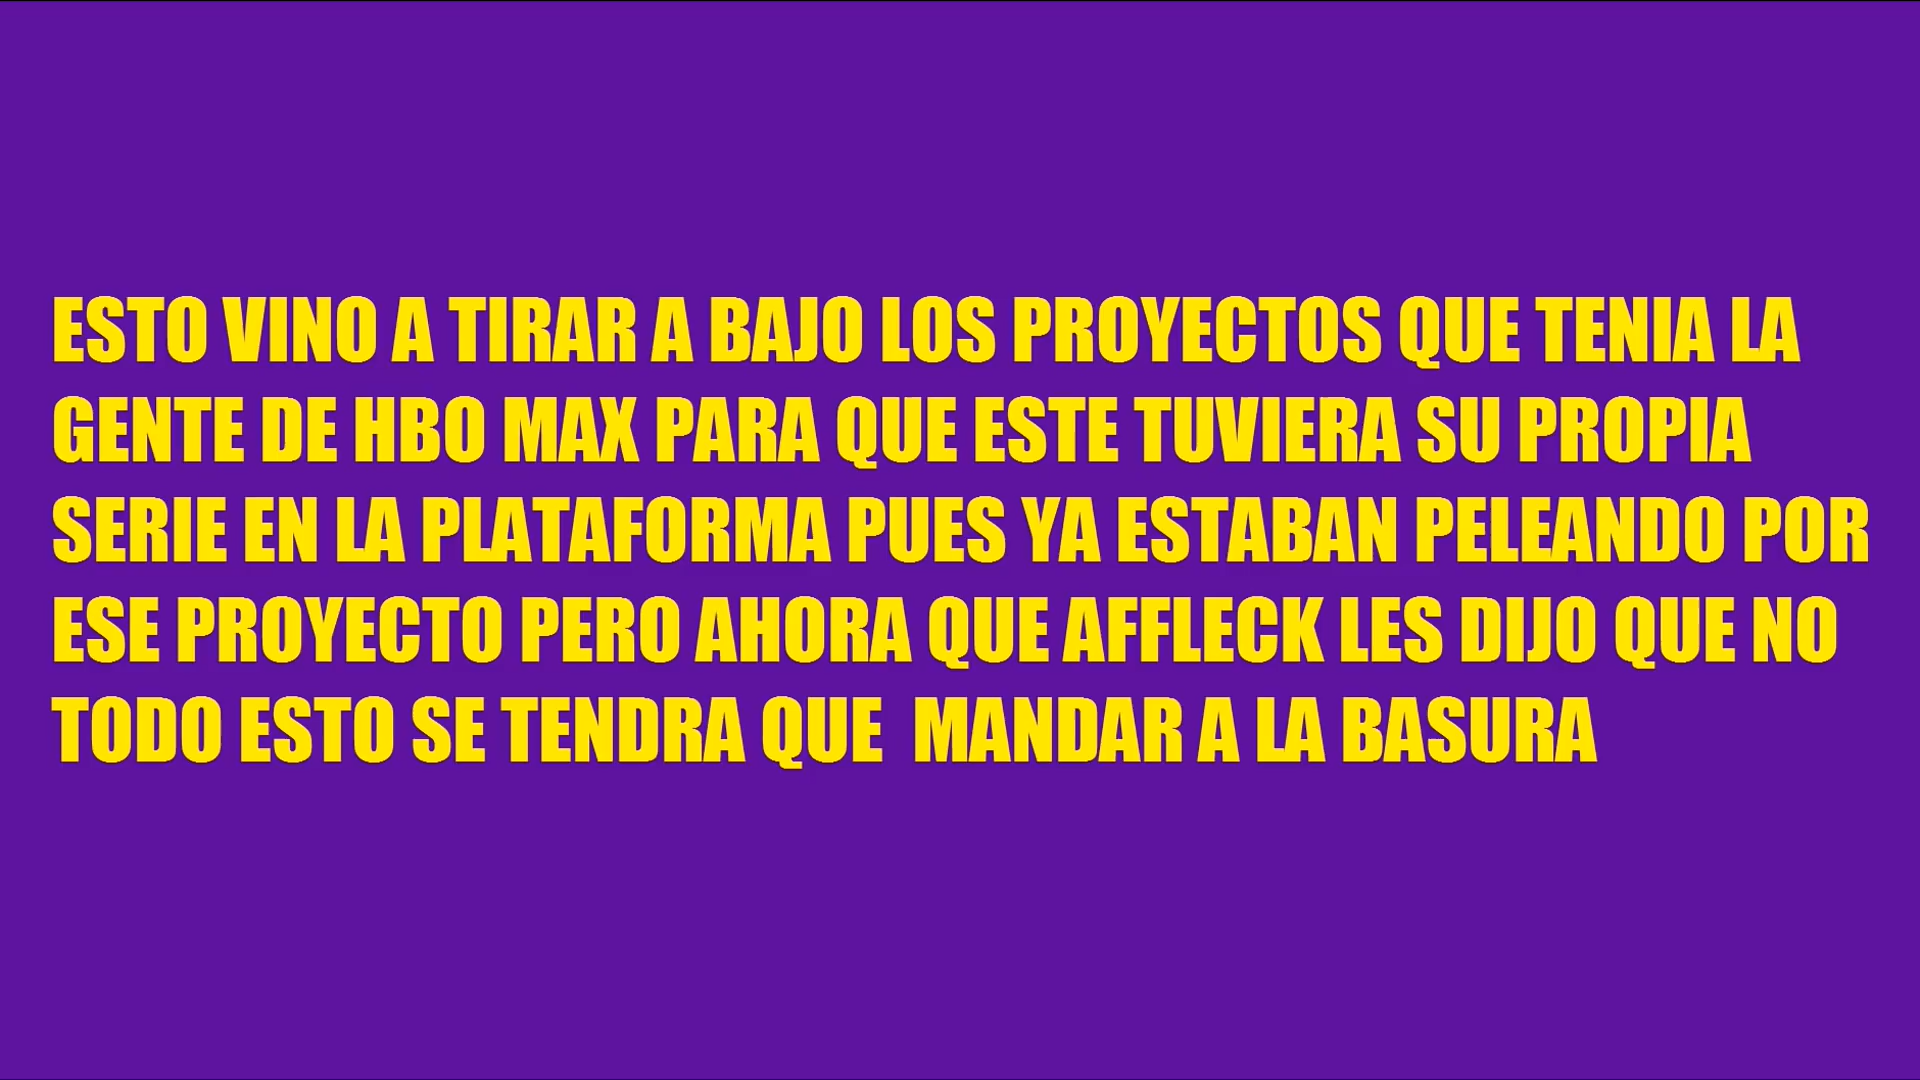 ESTO VINO A TIRAR A BAJO LOS PROYECTOS QUE TENIA LA
GENTE DE HBO MAX PARA QUE ESTE TUVIERA SU PROPIA
SERIE EN LA PLATAFORMA PUES YA ESTABAN PELEANDO POR
ESE PROYECTO PERO AHORA QUE AFFLECK LES DIJO QUE NO
TODO ESTO SE TENDRA QUE  MANDAR A LA BASURA